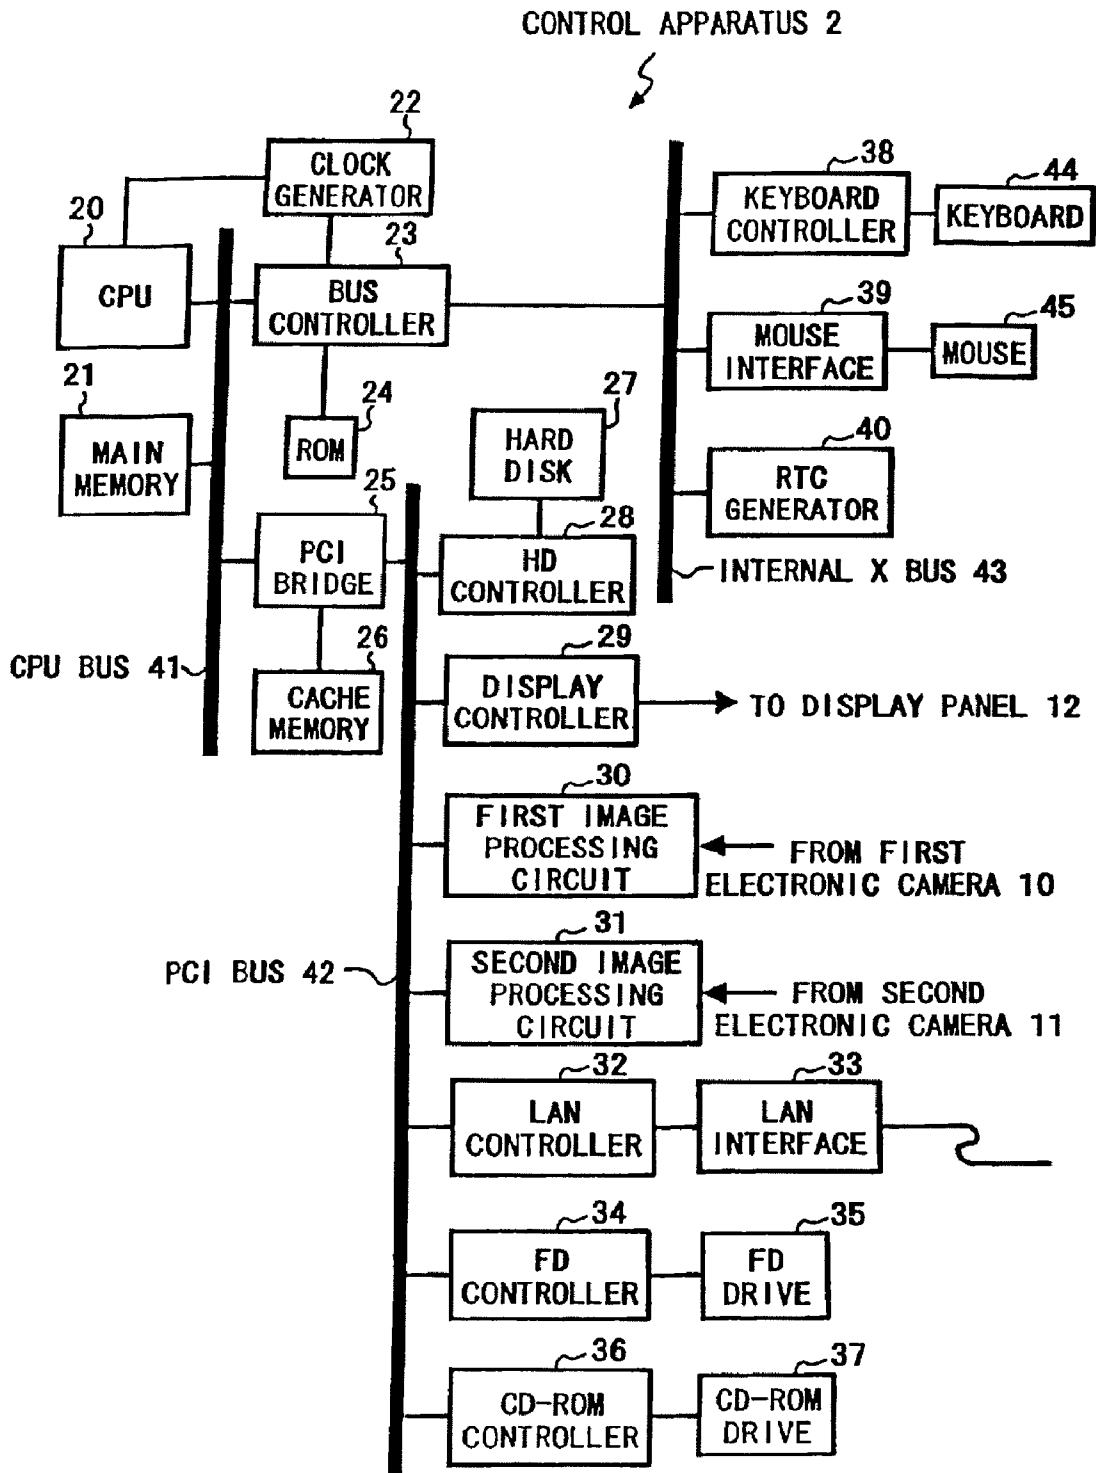 CONTROL APPARATUS 2
22
CLOCK
GENERATOR
20
CPU
23
BUS
CONTROLLER
38
KEYBOARD
CONTROLLER
44
KEYBOARD
39
MOUSE
INTERFACE
45
MOUSE
21
MAIN
MEMORY
24
ROM
27
HARD
DISK
40
RTC
GENERATOR
25
PCI
BRIDGE
28
HD
CONTROLLER
INTERNAL X BUS 43
CPU BUS 41
26
CACHE
MEMORY
29
DISPLAY
CONTROLLER
TO DISPLAY PANEL 12
30
FIRST IMAGE
PROCESSING
CIRCUIT
FROM FIRST
ELECTRONIC CAMERA 10
31
SECOND IMAGE
PROCESSING
CIRCUIT
FROM SECOND
ELECTRONIC CAMERA 11
PCI BUS 42
32
LAN
CONTROLLER
33
LAN
INTERFACE
34
FD
CONTROLLER
35
FD
DRIVE
36
CD-ROM
CONTROLLER
37
CD-ROM
DRIVE